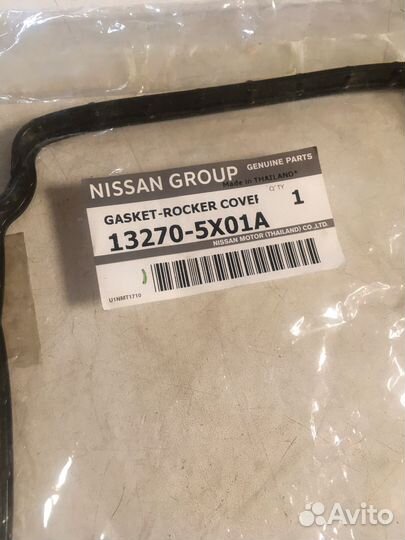 NISSAN GROUP GENUINE PARTS
Made in THAILAND*
GASKET-ROCKER COVER Q'TY 1
13270-5X01A
NISSAN MOTOR (THAILAND) CO.,LTD.
U1NMT1710
Avito